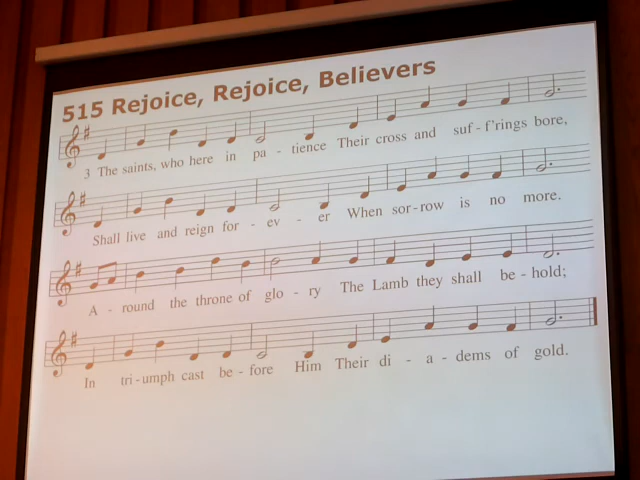 515 Rejoice, Rejoice, Believers
3 The saints, who here in pa - tience Their cross and suf - f'rings bore,
Shall live and reign for - ev - er When sor - row is no more.
A - round the throne of glo - ry The Lamb they shall be - hold;
In tri - umph cast be - fore Him Their di - a - dems of gold.